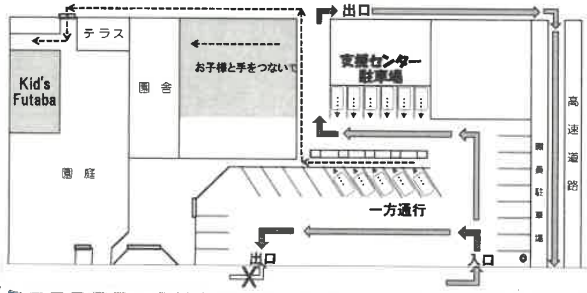 出口
テラス
支援センター
駐車場
お子様と手をつないで
Kid's
Futaba
園舎
高速道路
園庭
職員駐車場
一方通行
出口
入口